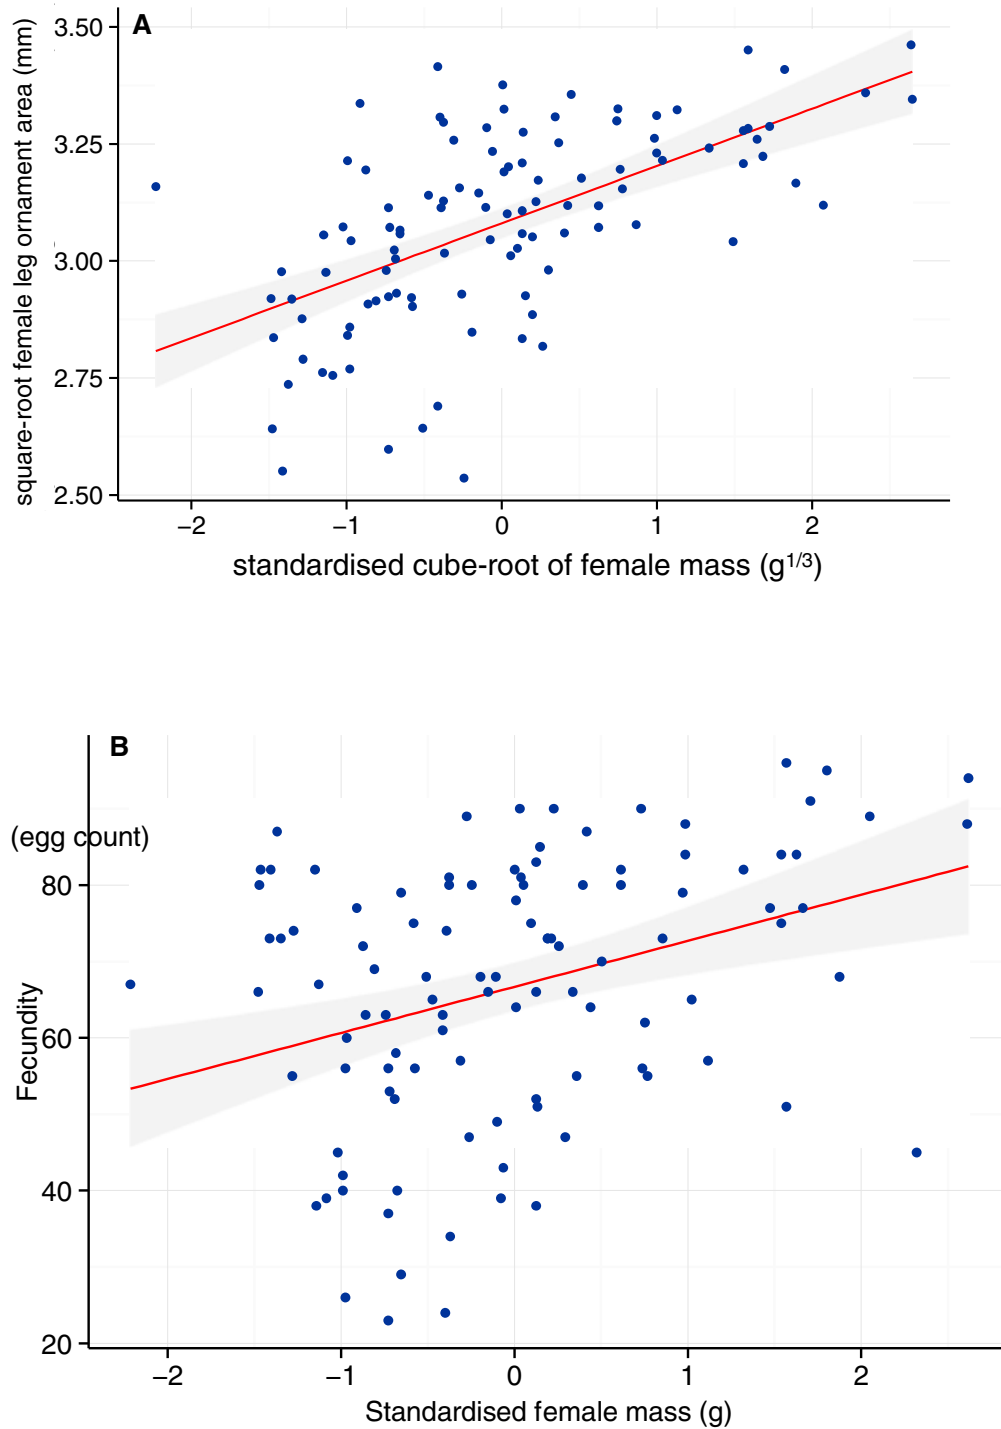 A
square-root female leg ornament area (mm)
3.50
3.25
3.00
2.75
2.50
−2 −1 0 1 2
standardised cube-root of female mass (g1/3)
B
(egg count)
Fecundity
80
60
40
20
−2 −1 0 1 2
Standardised female mass (g)